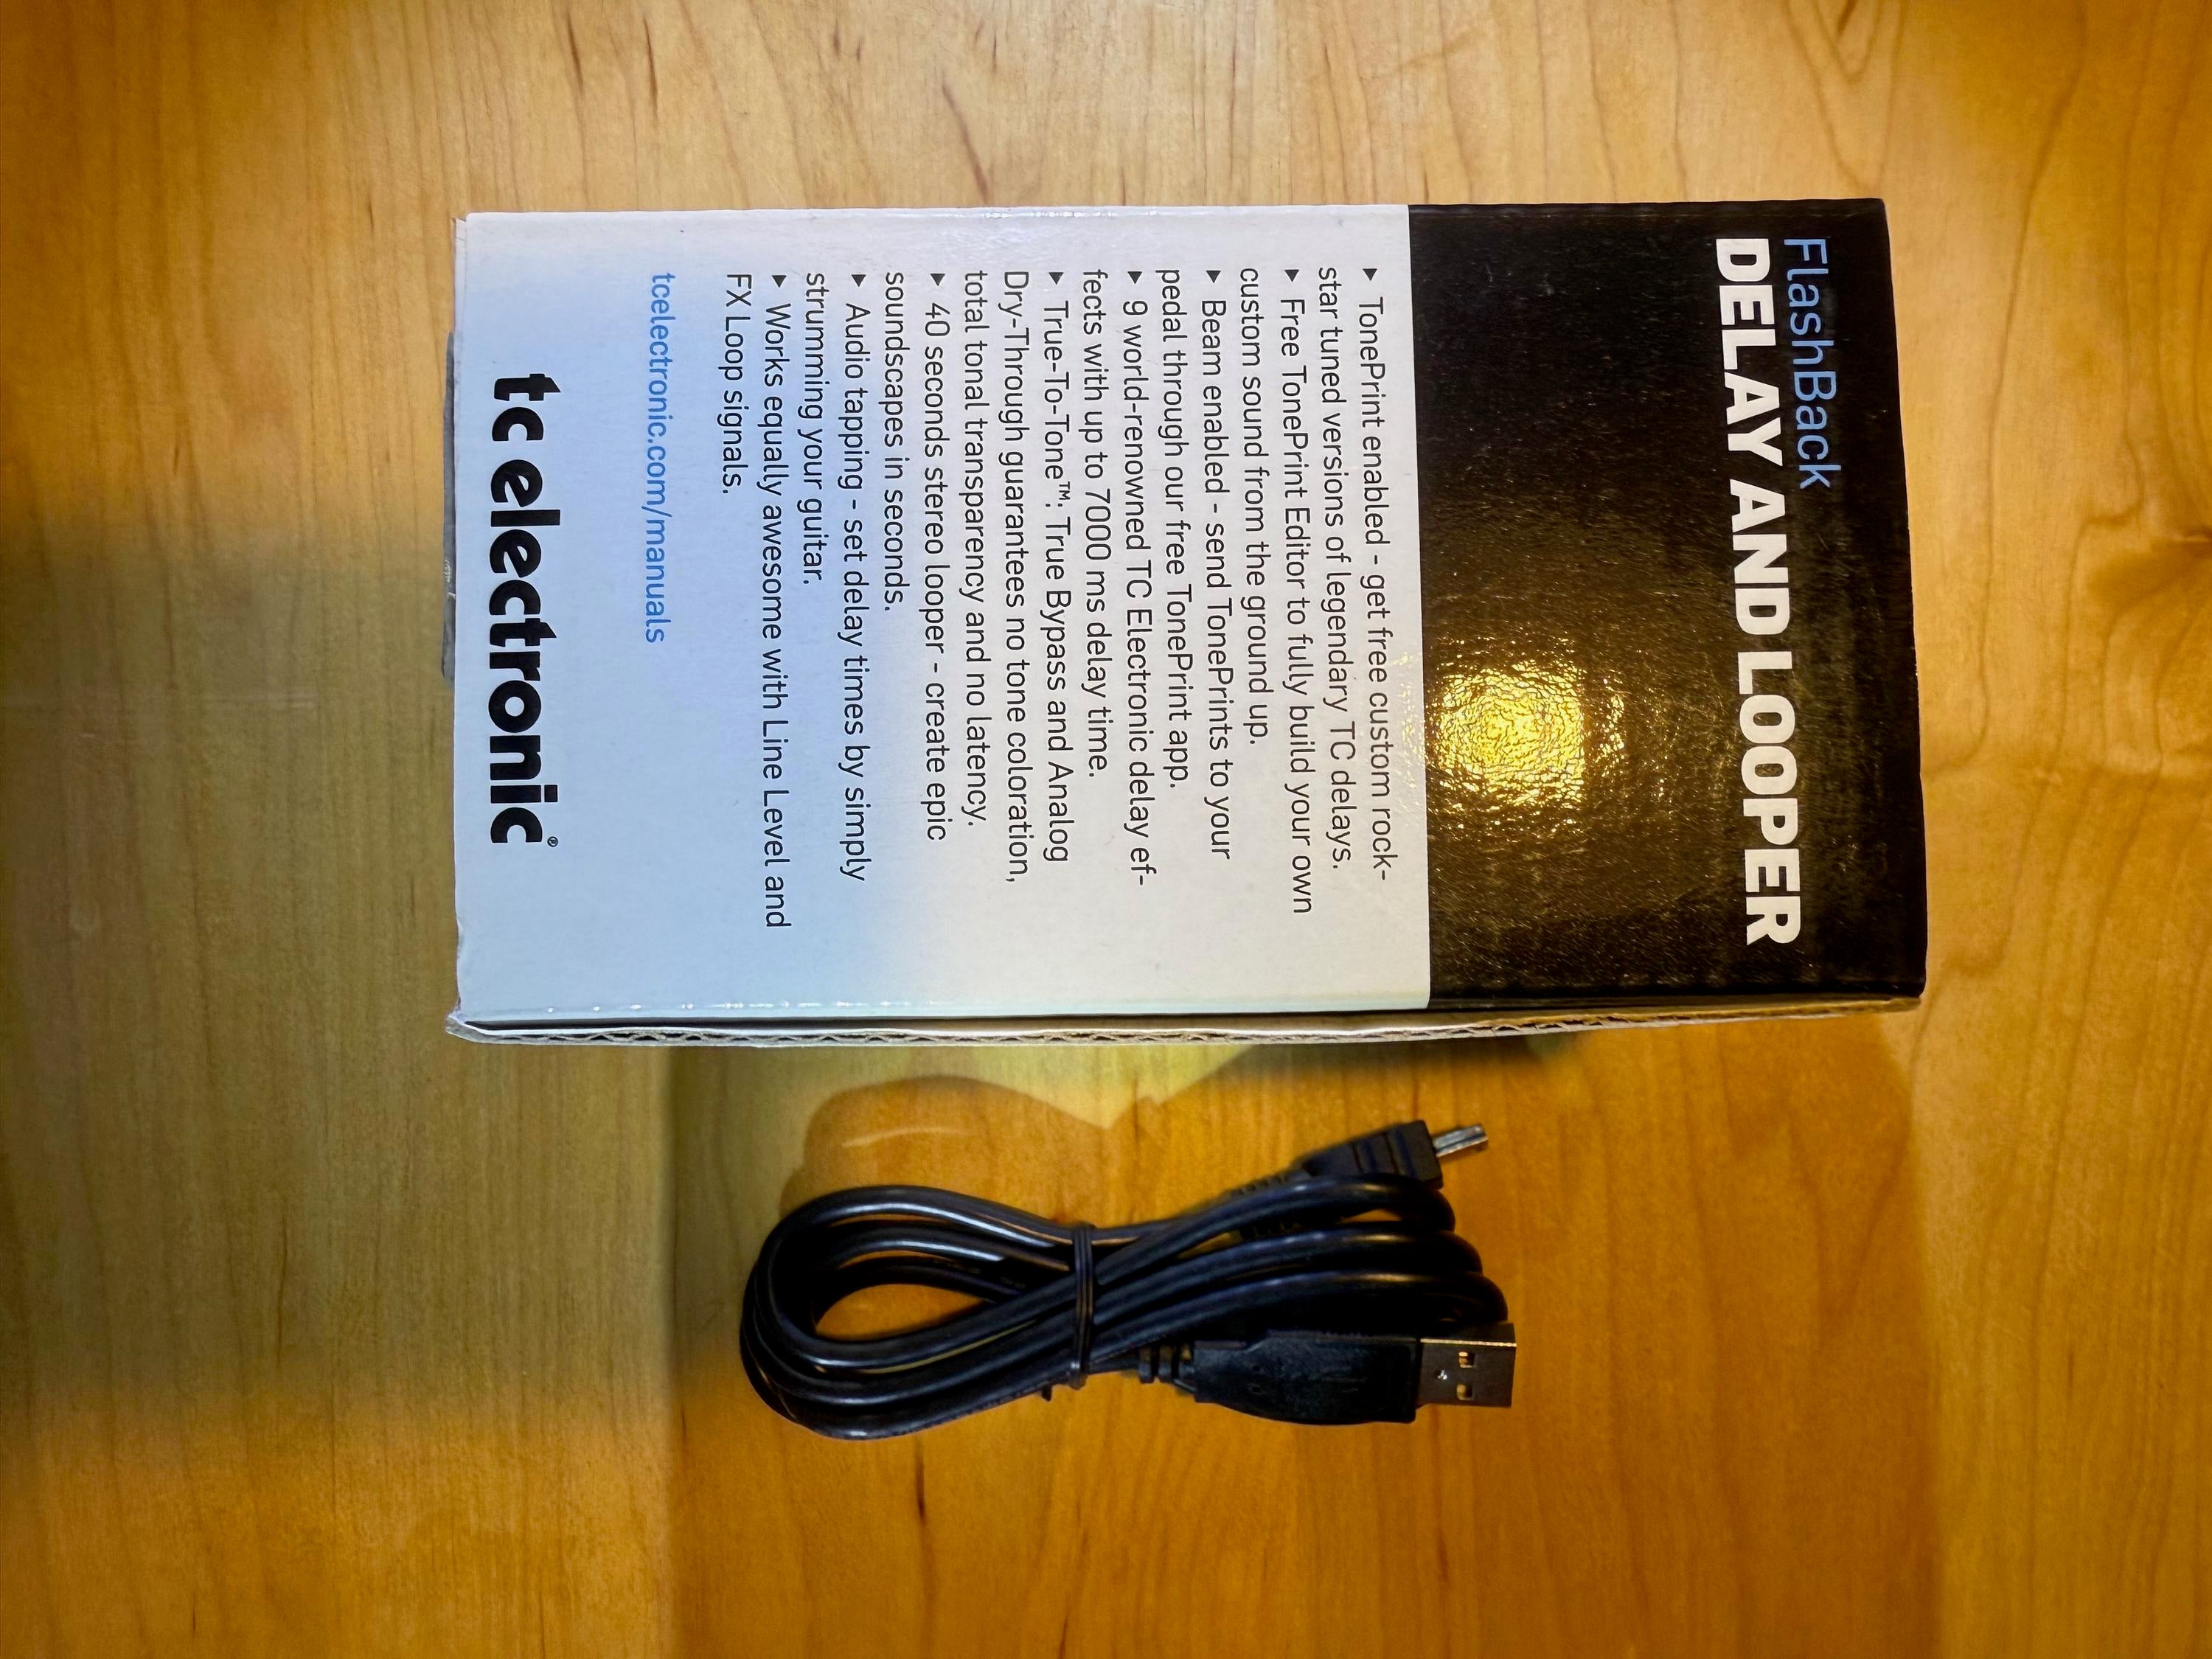 FlashBack
DELAY AND LOOPER
▸ TonePrint enabled - get free custom rock-
star tuned versions of legendary TC delays.
▸ Free TonePrint Editor to fully build your own
custom sound from the ground up.
▸ Beam enabled - send TonePrints to your
pedal through our free TonePrint app.
▸ 9 world-renowned TC Electronic delay ef-
fects with up to 7000 ms delay time.
▸ True-To-Tone™: True Bypass and Analog
Dry-Through guarantees no tone coloration,
total tonal transparency and no latency.
▸ 40 seconds stereo looper - create epic
soundscapes in seconds.
▸ Audio tapping - set delay times by simply
strumming your guitar.
▸ Works equally awesome with Line Level and
FX Loop signals.
tcelectronic.com/manuals
tc electronic®